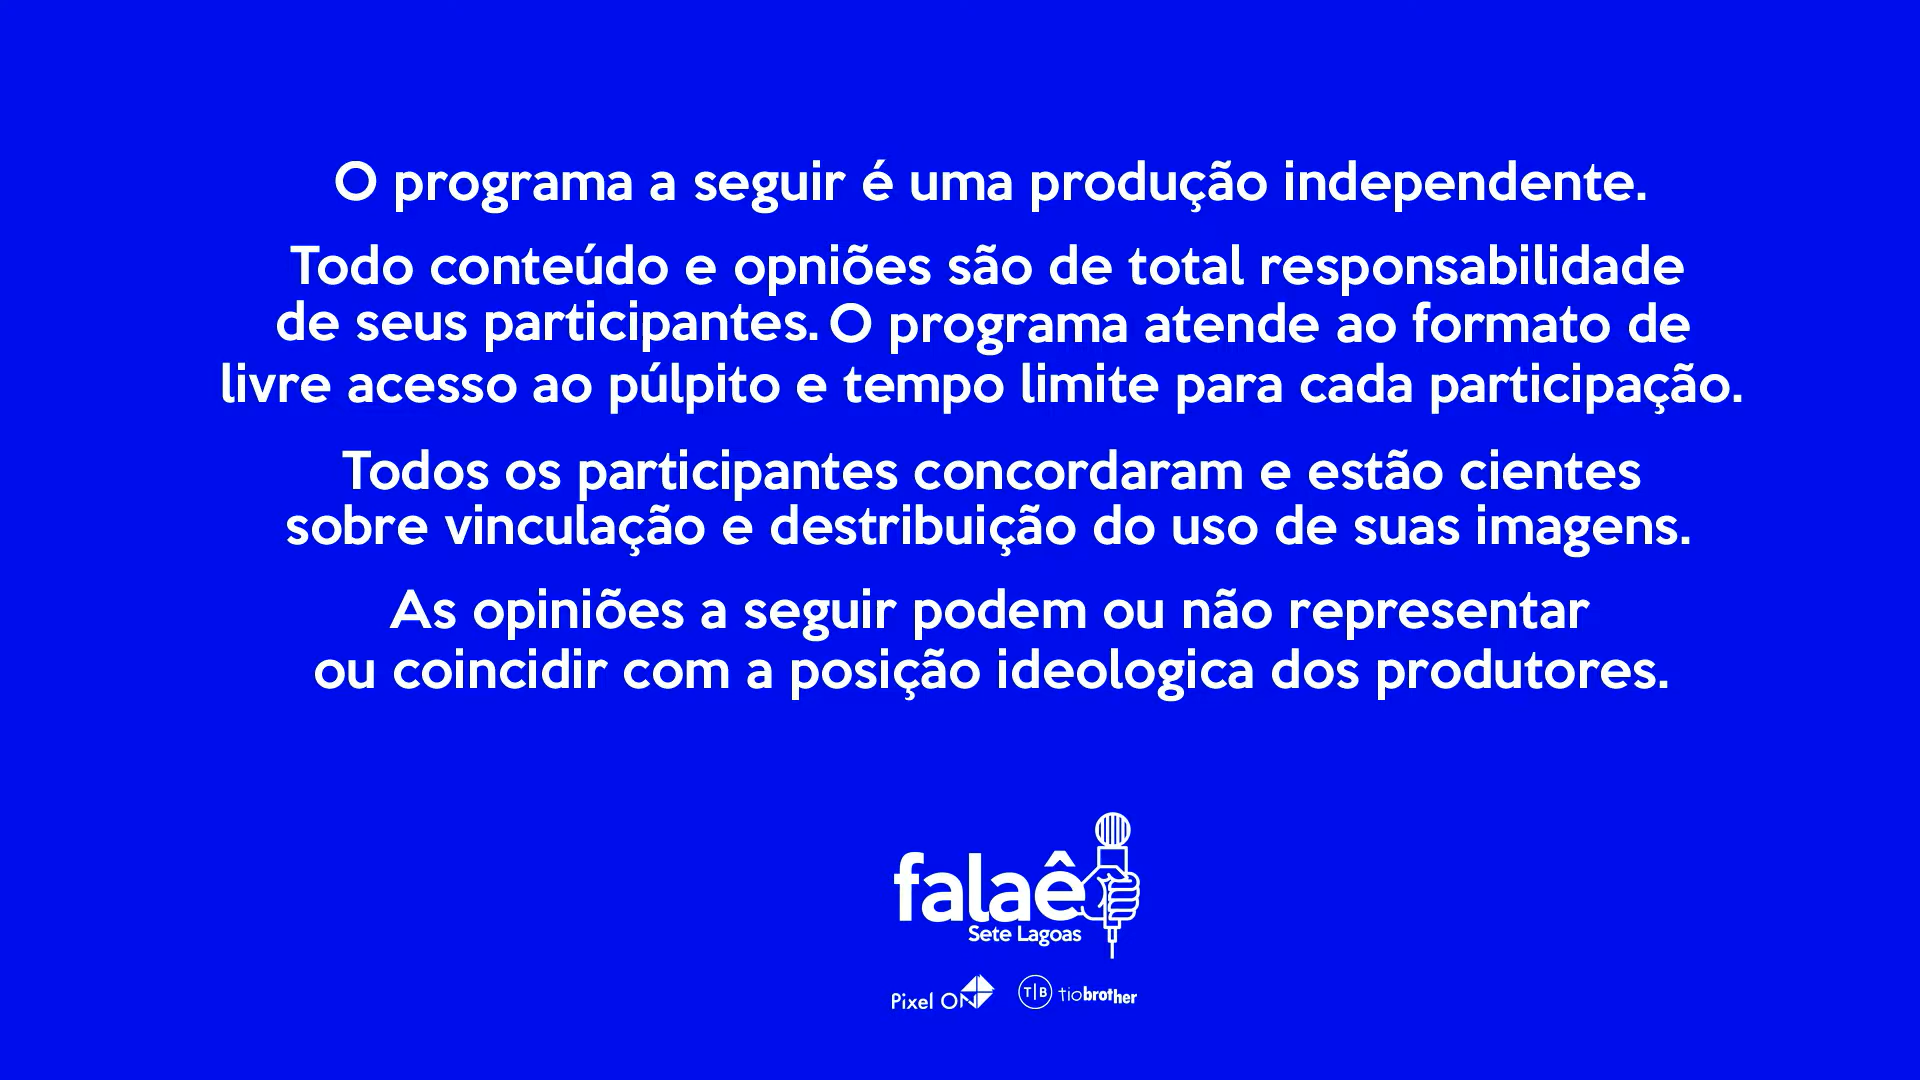 O programa a seguir é uma produção independente.
Todo conteúdo e opniões são de total responsabilidade
de seus participantes. O programa atende ao formato de
livre acesso ao púlpito e tempo limite para cada participação.
Todos os participantes concordaram e estão cientes
sobre vinculação e destribuição do uso de suas imagens.
As opiniões a seguir podem ou não representar
ou coincidir com a posição ideologica dos produtores.
falaê
Sete Lagoas
Pixel ON
T|B tiobrother